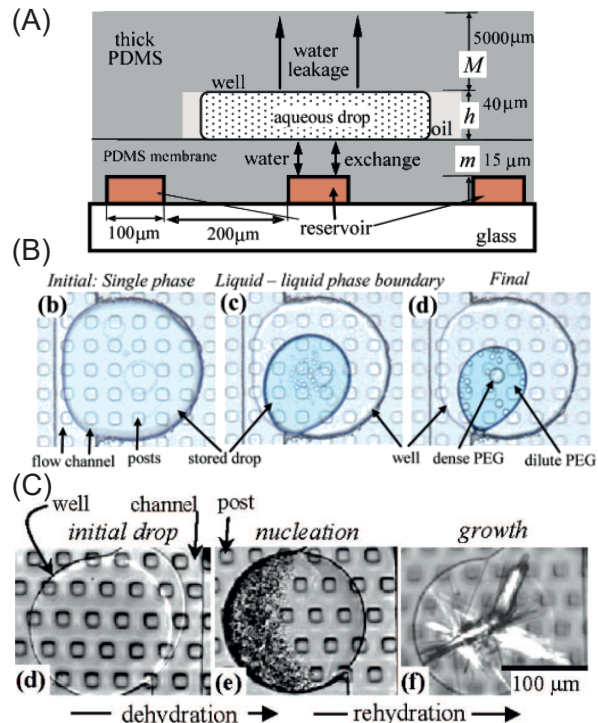 (A)
thick
PDMS
water
leakage
5000μm
M
well
aqueous drop
oil
40μm
h
PDMS membrane
water
exchange
m
15 μm
100μm
200μm
reservoir
glass
(B)
Initial: Single phase
Liquid – liquid phase boundary
Final
(b)
(c)
(d)
flow channel
posts
stored drop
well
dense PEG
dilute PEG
(C)
well
channel
post
initial drop
nucleation
growth
(d)
(e)
(f)
100 μm
dehydration
rehydration